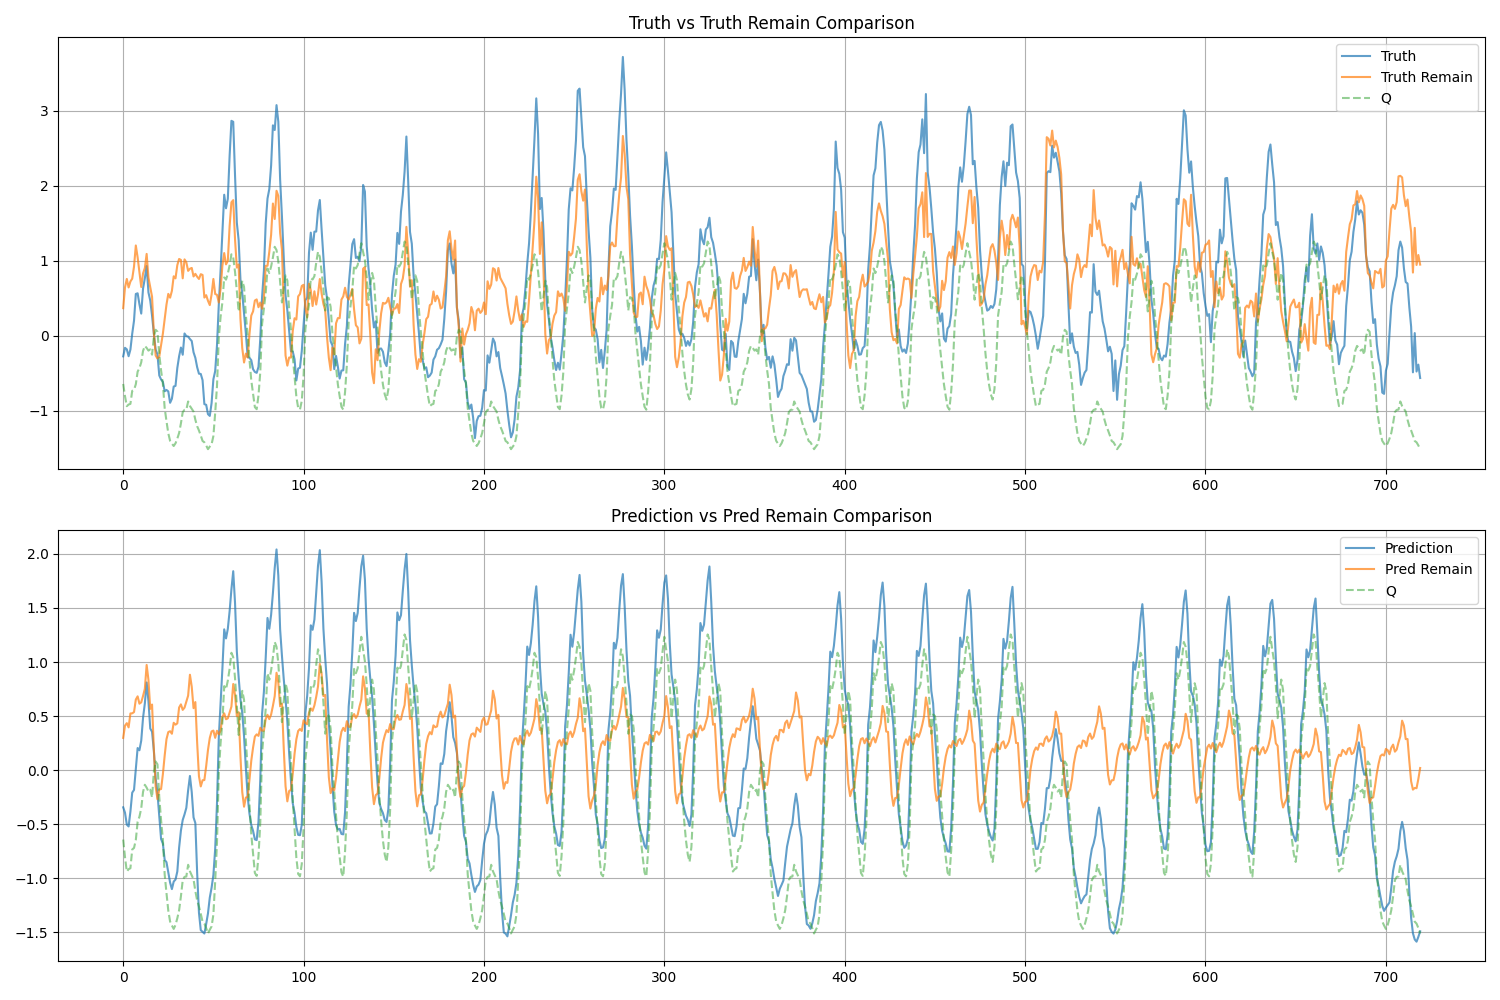 Truth vs Truth Remain Comparison
Truth
Truth Remain
Q
3
2
1
0
−1
0 100 200 300 400 500 600 700
Prediction vs Pred Remain Comparison
Prediction
Pred Remain
Q
2.0
1.5
1.0
0.5
0.0
−0.5
−1.0
−1.5
0 100 200 300 400 500 600 700